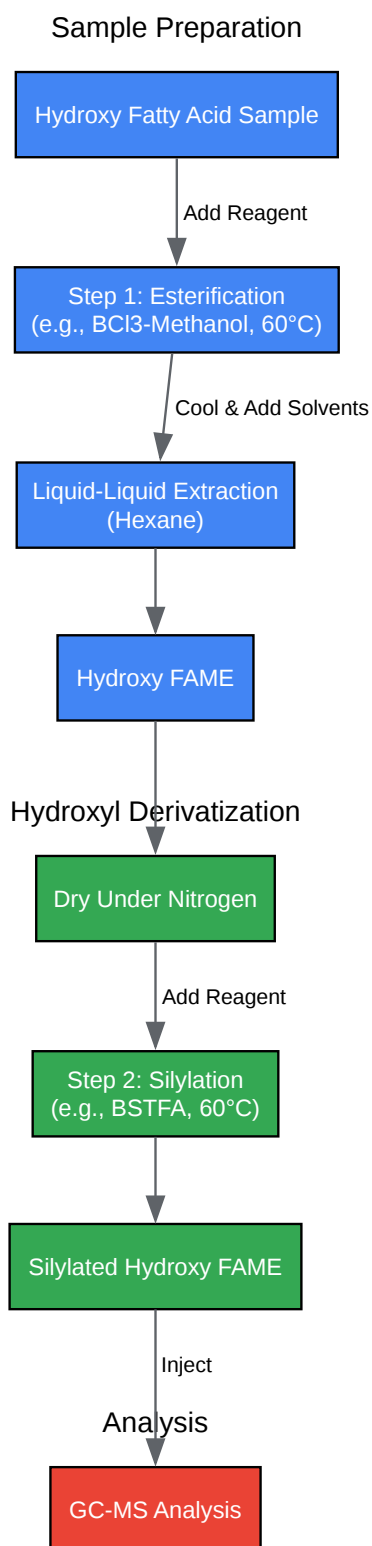 Sample Preparation
Hydroxy Fatty Acid Sample
Add Reagent
Step 1: Esterification
(e.g., BCl3-Methanol, 60°C)
Cool & Add Solvents
Liquid-Liquid Extraction
(Hexane)
Hydroxy FAME
Hydroxyl Derivatization
Dry Under Nitrogen
Add Reagent
Step 2: Silylation
(e.g., BSTFA, 60°C)
Silylated Hydroxy FAME
Inject
Analysis
GC-MS Analysis